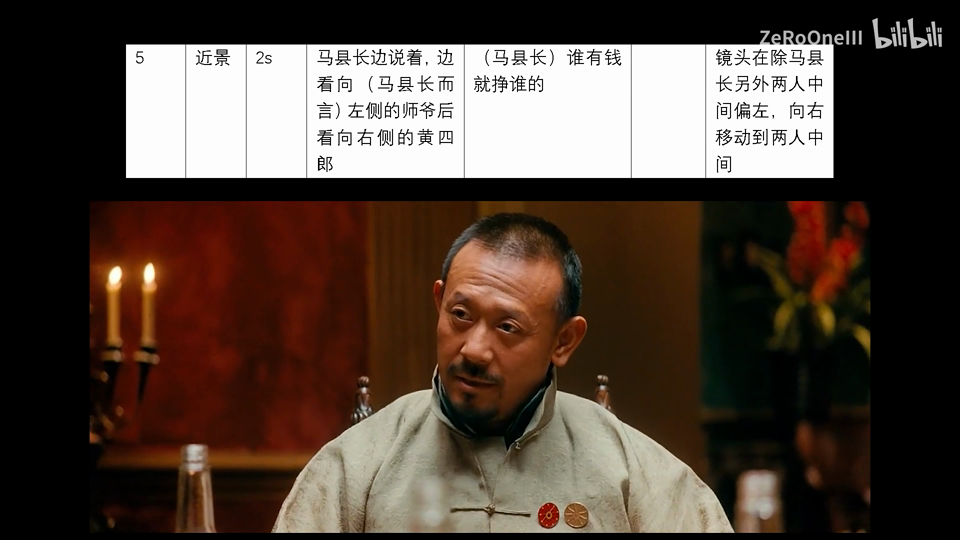 ZeRoOneIII bilibili
5 近景 2s 马县长边说着，边 （马县长）谁有钱 镜头在除马县
看向（马县长而 就挣谁的 长另外两人中
言）左侧的师爷后 间偏左，向右
看向右侧的黄四 移动到两人中
郎 间